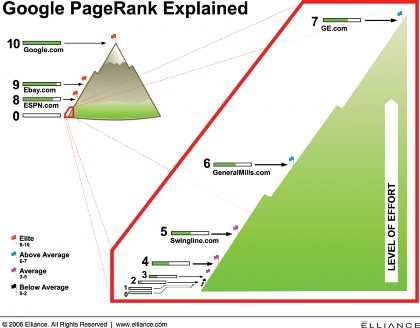 Google PageRank Explained
10
Google.com
9
Ebay.com
8
ESPN.com
0
7
GE.com
6
GeneralMills.com
5
Swingline.com
4
3
2
1
0
LEVEL OF EFFORT
Elite
8-10
Above Average
6-7
Average
3-5
Below Average
0-2
© 2006 Elliance. All Rights Reserved | www.elliance.com
ELLIANCE